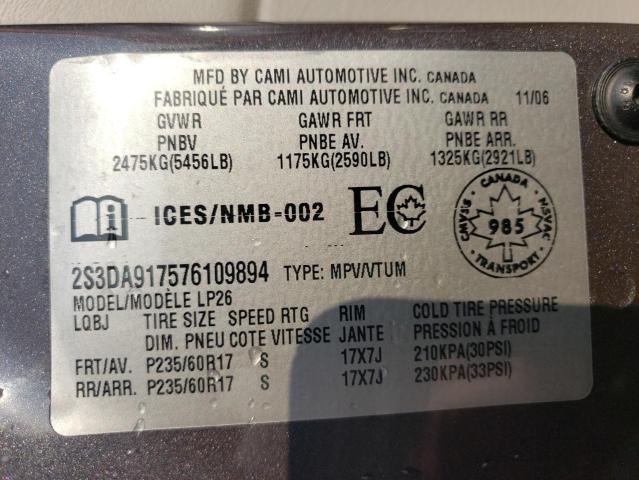 MFD BY CAMI AUTOMOTIVE INC. CANADA
FABRIQUÉ PAR CAMI AUTOMOTIVE INC. CANADA 11/06
GVWR GAWR FRT GAWR RR
PNBV PNBE AV. PNBE ARR.
2475KG(5456LB) 1175KG(2590LB) 1325KG(2921LB)
i ICES/NMB-002 EC
CANADA
CMVSS 985 NSVAC
TRANSPORTS
2S3DA917576109894 TYPE: MPV/VTUM
MODEL/MODÈLE LP26
LQBJ TIRE SIZE SPEED RTG RIM COLD TIRE PRESSURE
DIM. PNEU COTE VITESSE JANTE PRESSION À FROID
FRT/AV. P235/60R17 S 17X7J 210KPA(30PSI)
RR/ARR. P235/60R17 S 17X7J 230KPA(33PSI)